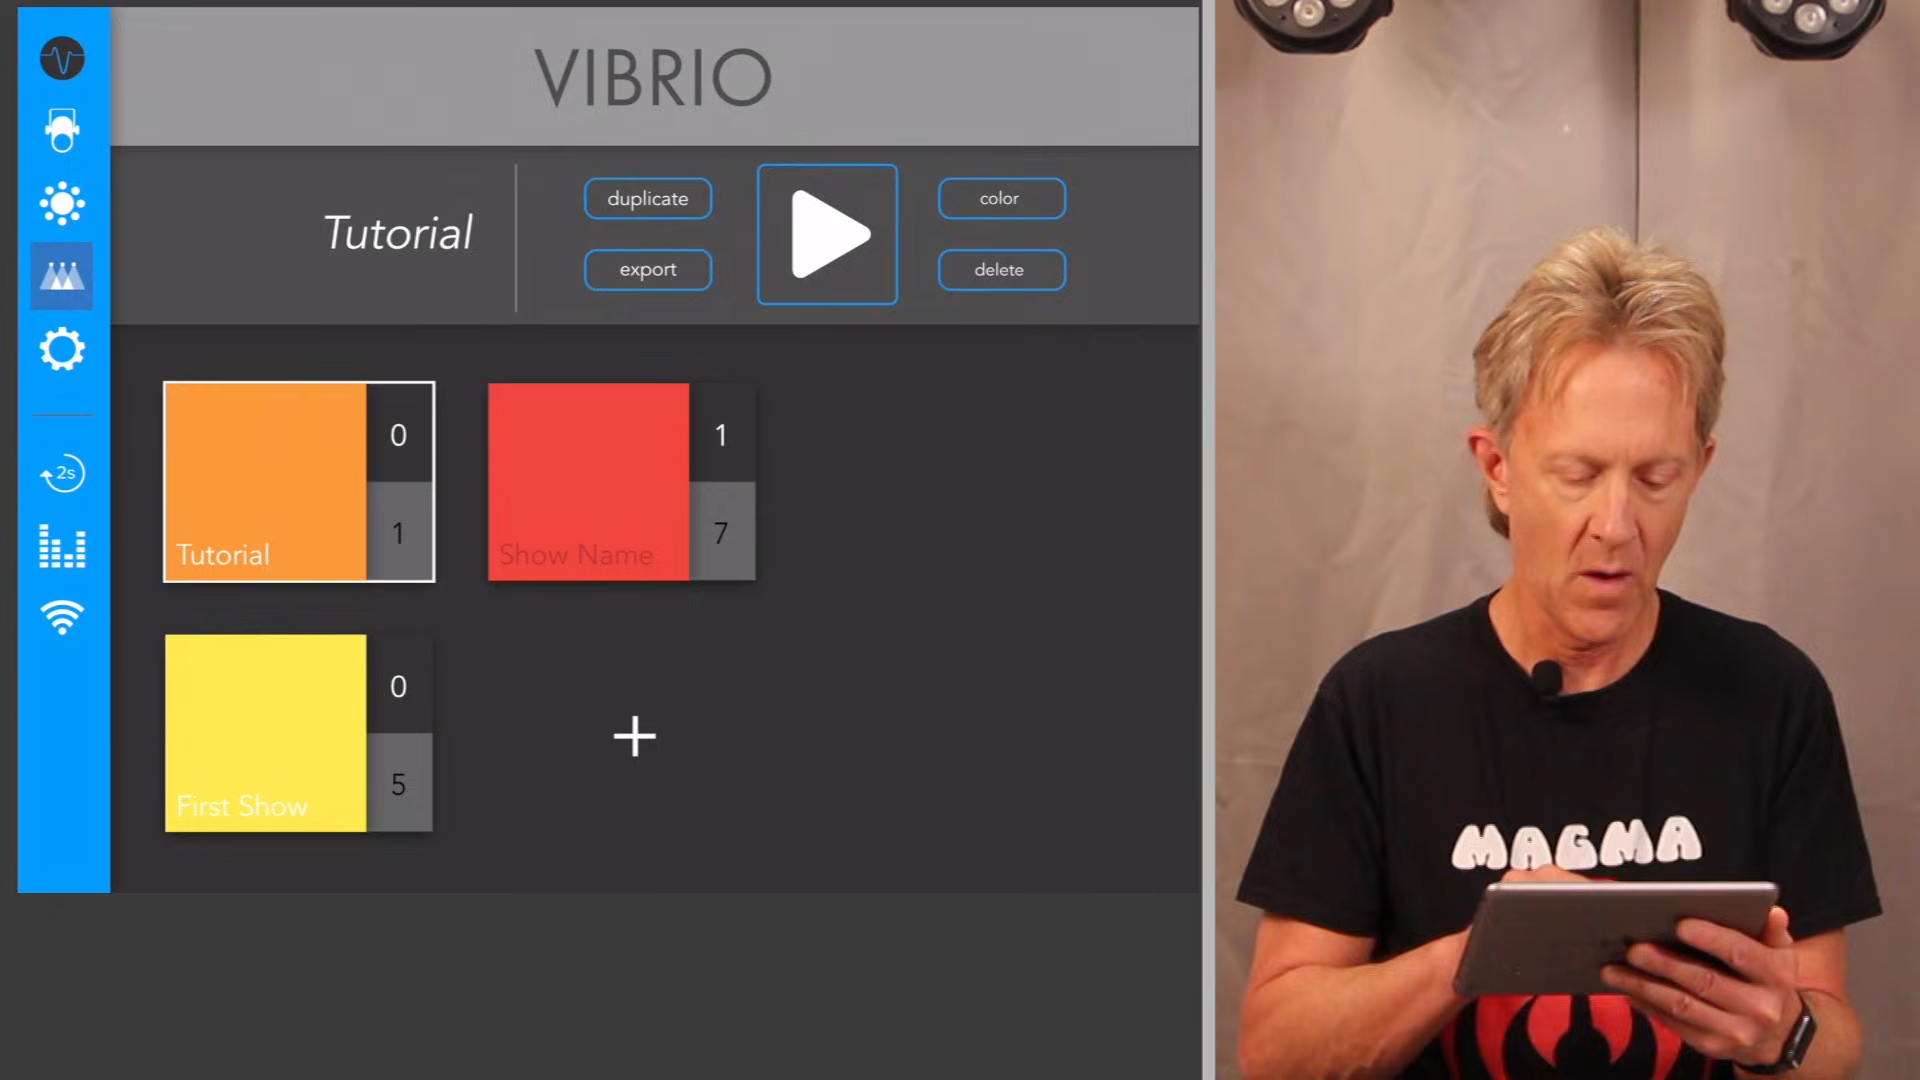 VIBRIO
Tutorial
duplicate
color
export
delete
0
1
Tutorial
1
7
Show Name
0
5
First Show
2s
MAGMA